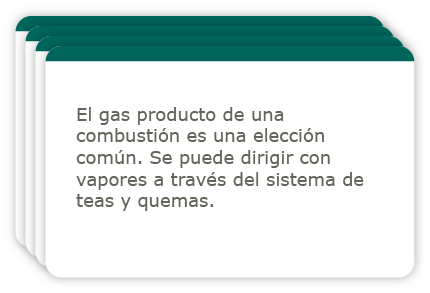 El gas producto de una
combustión es una elección
común. Se puede dirigir con
vapores a través del sistema de
teas y quemas.